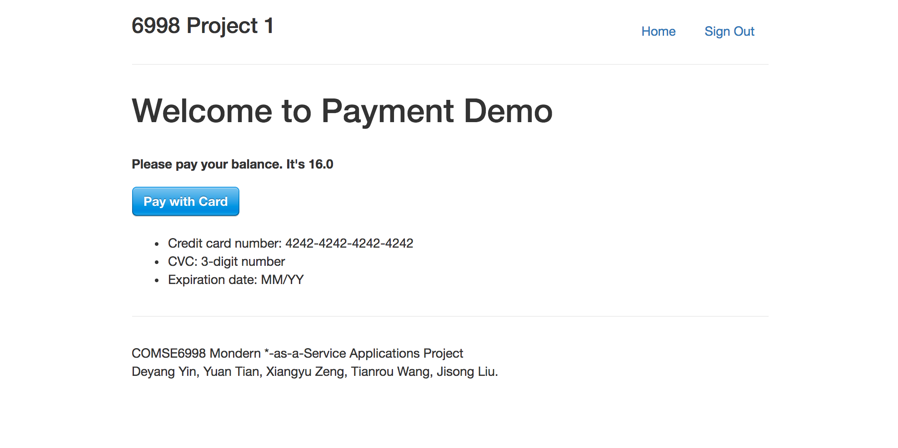 6998 Project 1
Home
Sign Out
Welcome to Payment Demo
Please pay your balance. It's 16.0
Pay with Card
• Credit card number: 4242-4242-4242-4242
• CVC: 3-digit number
• Expiration date: MM/YY
COMSE6998 Mondern *-as-a-Service Applications Project
Deyang Yin, Yuan Tian, Xiangyu Zeng, Tianrou Wang, Jisong Liu.